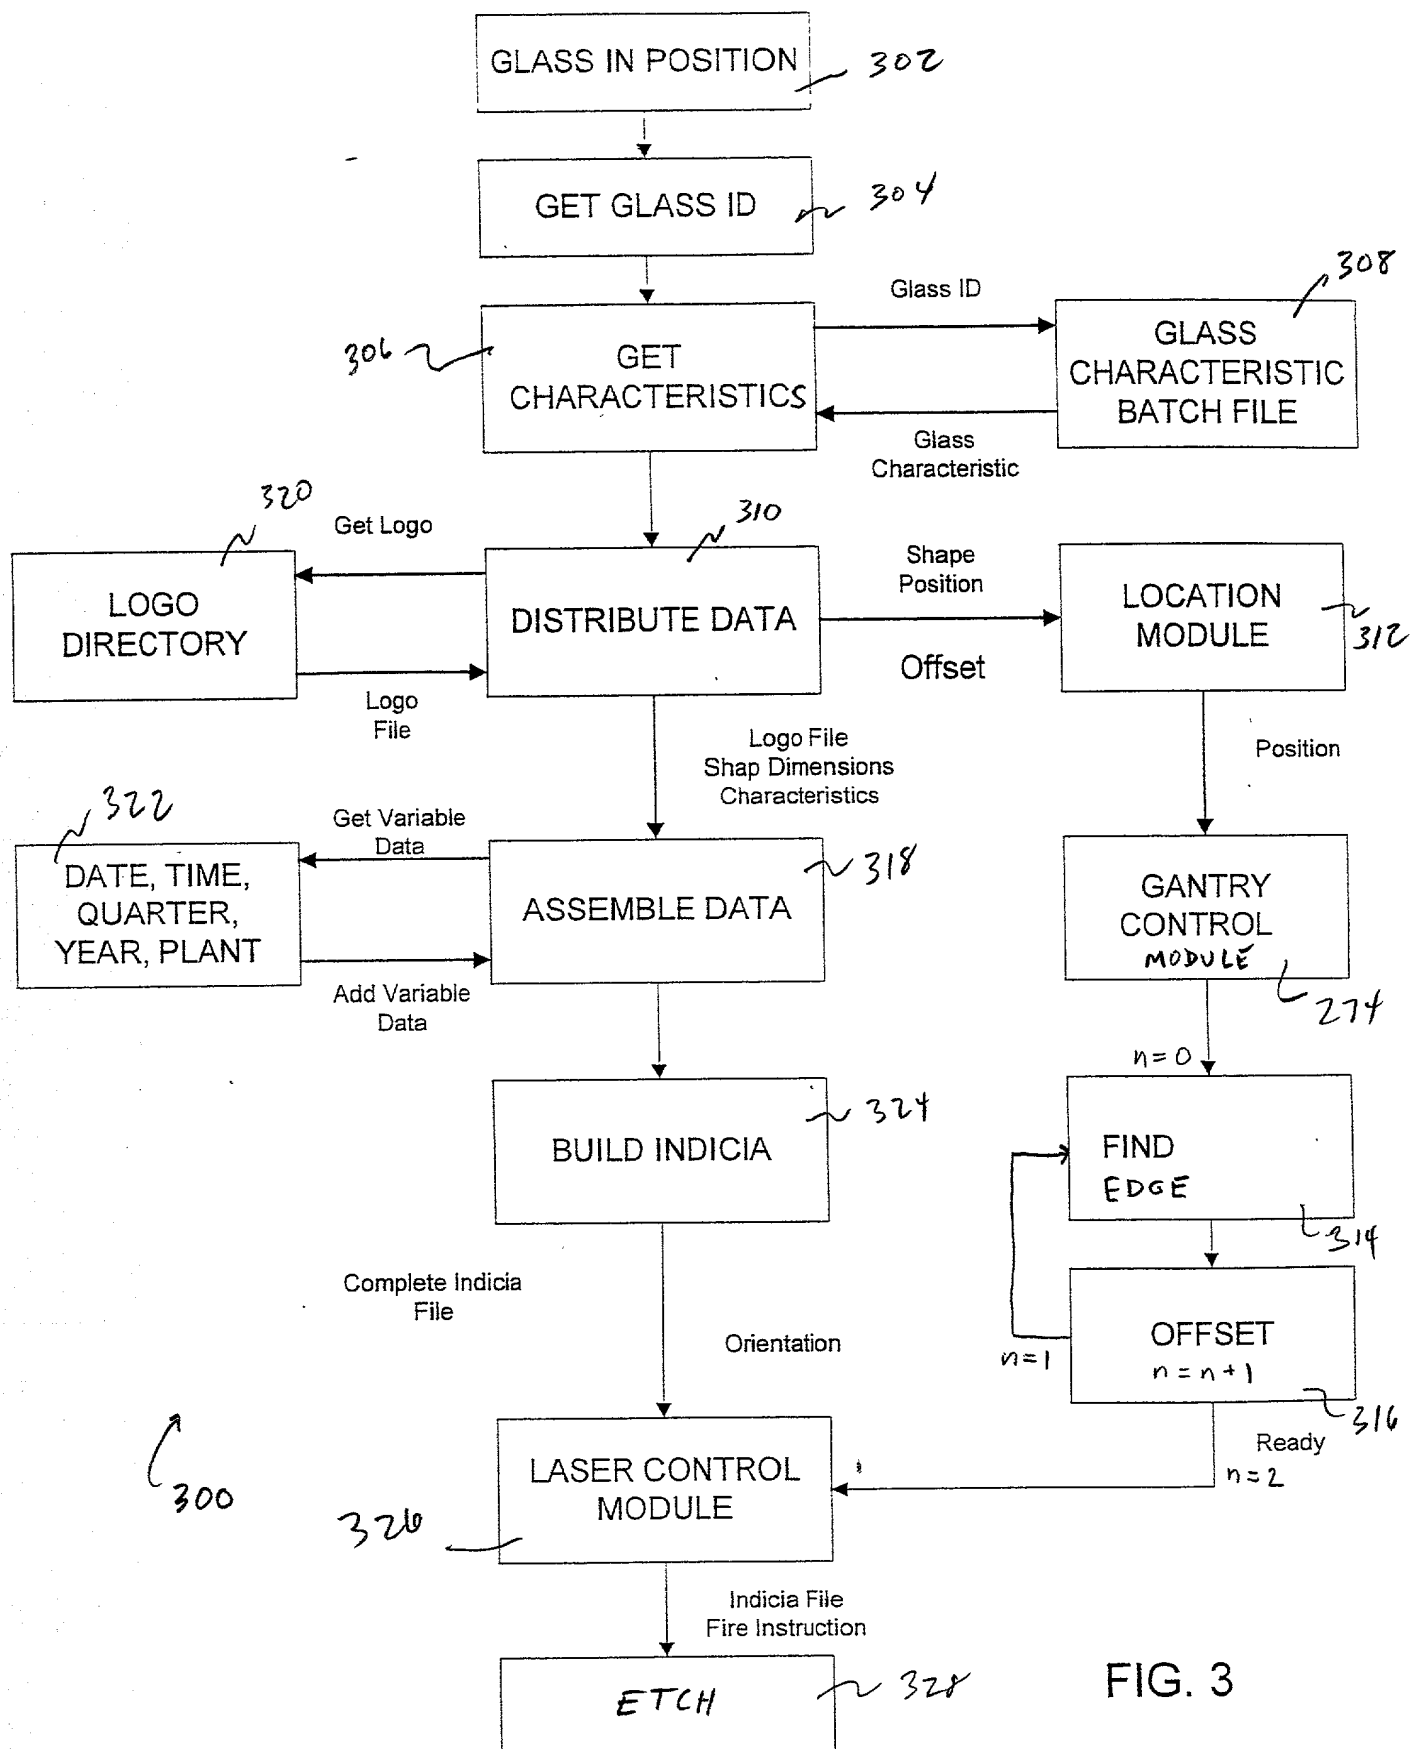 GLASS IN POSITION
302
GET GLASS ID
304
Glass ID
308
306
GET
CHARACTERISTICS
GLASS
CHARACTERISTIC
BATCH FILE
Glass
Characteristic
320
Get Logo
310
Shape
Position
LOGO
DIRECTORY
DISTRIBUTE DATA
LOCATION
MODULE
312
Offset
Logo
File
Logo File
Shap Dimensions
Characteristics
Position
322
Get Variable
Data
318
DATE, TIME,
QUARTER,
YEAR, PLANT
ASSEMBLE DATA
GANTRY
CONTROL
MODULE
274
Add Variable
Data
n=0
324
BUILD INDICIA
FIND
EDGE
314
Complete Indicia
File
Orientation
OFFSET
n=n+1
n=1
316
Ready
n=2
300
LASER CONTROL
MODULE
326
Indicia File
Fire Instruction
ETCH
328
FIG. 3